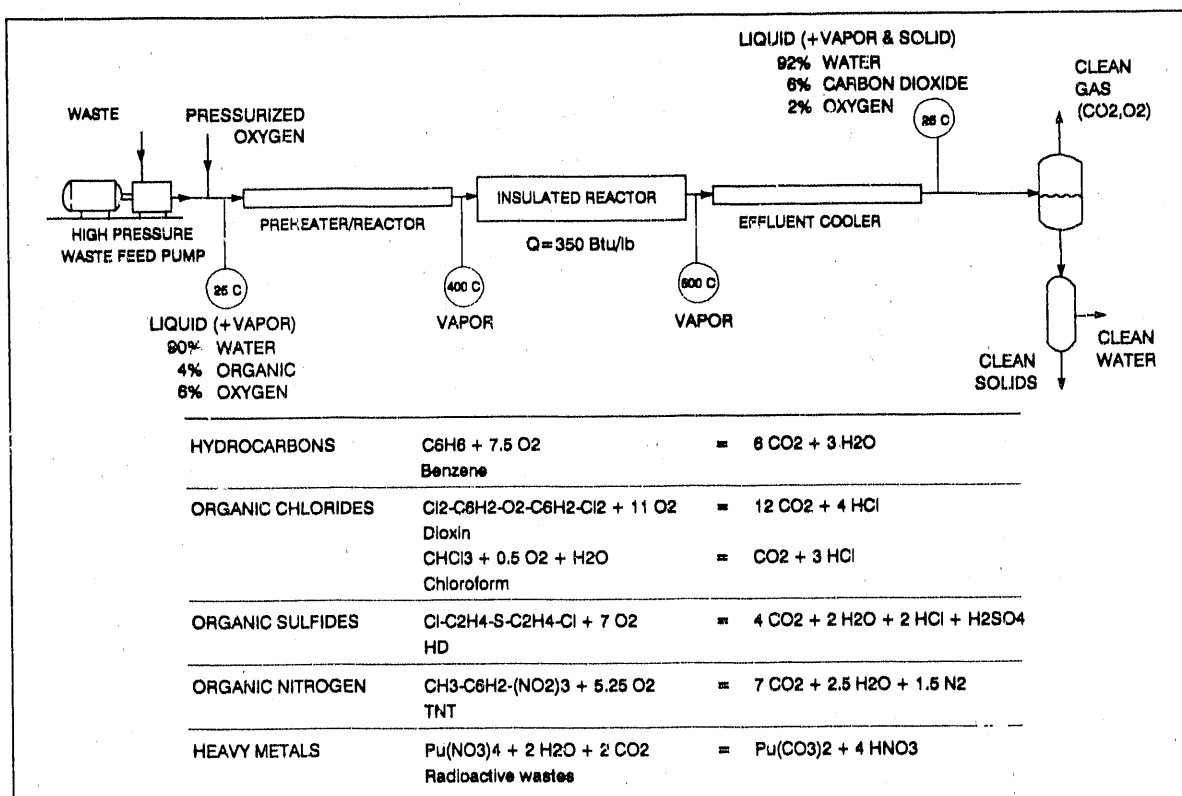 LIQUID (+VAPOR & SOLID)
92% WATER
6% CARBON DIOXIDE
2% OXYGEN
CLEAN
GAS
(CO2,O2)
WASTE
PRESSURIZED
OXYGEN
25 C
HIGH PRESSURE
WASTE FEED PUMP
PREHEATER/REACTOR
INSULATED REACTOR
Q=350 Btu/lb
EFFLUENT COOLER
25 C
400 C
C
LIQUID (+VAPOR)
90% WATER
4% ORGANIC
6% OXYGEN
VAPOR
VAPOR
CLEAN
SOLIDS
CLEAN
WATER
HYDROCARBONS C6H6 + 7.5 O2 = 6 CO2 + 3 H2O
Benzene
ORGANIC CHLORIDES Cl2-C6H2-O2-C6H2-Cl2 + 11 O2 = 12 CO2 + 4 HCl
Dioxin
CHCl3 + 0.5 O2 + H2O = CO2 + 3 HCl
Chloroform
ORGANIC SULFIDES Cl-C2H4-S-C2H4-Cl + 7 O2 = 4 CO2 + 2 H2O + 2 HCl + H2SO4
HD
ORGANIC NITROGEN CH3-C6H2-(NO2)3 + 5.25 O2 = 7 CO2 + 2.5 H2O + 1.5 N2
TNT
HEAVY METALS Pu(NO3)4 + 2 H2O + 2 CO2 = Pu(CO3)2 + 4 HNO3
Radioactive wastes